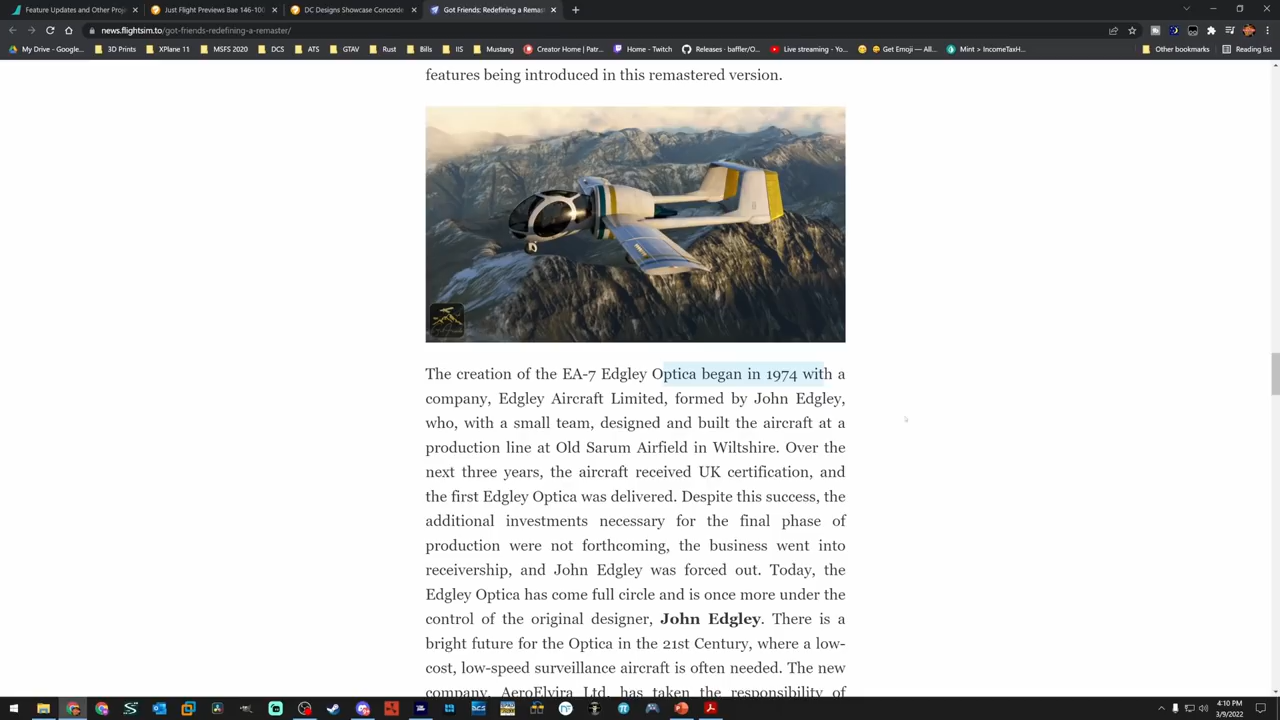 Feature Updates and Other Proj
Just Flight Previews Bae 146-100
DC Designs Showcase Concorde
Got Friends: Redefining a Remas
news.flightsim.to/got-friends-redefining-a-remaster/
My Drive - Google...
3D Prints
XPlane 11
MSFS 2020
DCS
ATS
GTAV
Rust
Bills
IIS
Mustang
Creator Home | Patr...
Home - Twitch
Releases · baffler/O...
Live streaming - Yo...
Get Emoji — All...
Mint > IncomeTaxH...
Other bookmarks
Reading list
features being introduced in this remastered version.
The creation of the EA-7 Edgley Optica began in 1974 with a
company, Edgley Aircraft Limited, formed by John Edgley,
who, with a small team, designed and built the aircraft at a
production line at Old Sarum Airfield in Wiltshire. Over the
next three years, the aircraft received UK certification, and
the first Edgley Optica was delivered. Despite this success, the
additional investments necessary for the final phase of
production were not forthcoming, the business went into
receivership, and John Edgley was forced out. Today, the
Edgley Optica has come full circle and is once more under the
control of the original designer, John Edgley. There is a
bright future for the Optica in the 21st Century, where a low-
cost, low-speed surveillance aircraft is often needed. The new
company, AeroElvira Ltd, has taken the responsibility of
4:10 PM
3/9/2022